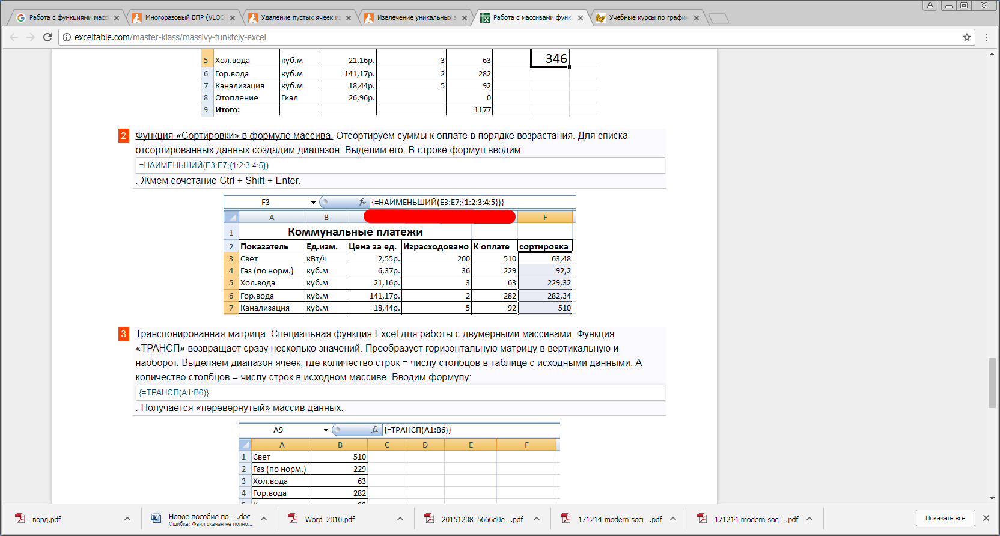 Работа с функциями масс
Многоразовый ВПР (VLOO
Удаление пустых ячеек из
Извлечение уникальных э
Работа с массивами функ
Учебные курсы по график
exceltable.com/master-klass/massivy-funktciy-excel
5 Хол.вода куб.м 21,16р. 3 63 346
6 Гор.вода куб.м 141,17р. 2 282
7 Канализация куб.м 18,44р. 5 92
8 Отопление Гкал 26,96р. 0
9 Итого: 1177
2 Функция «Сортировки» в формуле массива. Отсортируем суммы к оплате в порядке возрастания. Для списка
отсортированных данных создадим диапазон. Выделим его. В строке формул вводим
=НАИМЕНЬШИЙ(E3:E7;{1:2:3:4:5})
. Жмем сочетание Ctrl + Shift + Enter.
F3 fx {=НАИМЕНЬШИЙ(E3:E7;{1:2:3:4:5})}
A B F
1 Коммунальные платежи
2 Показатель Ед.изм. Цена за ед. Израсходовано К оплате сортировка
3 Свет кВт/ч 2,55р. 200 510 63,48
4 Газ (по норм.) куб.м 6,37р. 36 229 92,2
5 Хол.вода куб.м 21,16р. 3 63 229,32
6 Гор.вода куб.м 141,17р. 2 282 282,34
7 Канализация куб.м 18,44р. 5 92 510
3 Транспонированная матрица. Специальная функция Excel для работы с двумерными массивами. Функция
«ТРАНСП» возвращает сразу несколько значений. Преобразует горизонтальную матрицу в вертикальную и
наоборот. Выделяем диапазон ячеек, где количество строк = числу столбцов в таблице с исходными данными. А
количество столбцов = числу строк в исходном массиве. Вводим формулу:
{=ТРАНСП(A1:B6)}
. Получается «перевернутый» массив данных.
A9 fx {=ТРАНСП(A1:B6)}
A B C D E F
1 Свет 510
2 Газ (по норм.) 229
3 Хол.вода 63
4 Гор.вода 282
ворд.pdf
Новое пособие по ....doc
Ошибка: Файл скачан не полно...
Word_2010.pdf
20151208_5666d0e....pdf
171214-modern-soci....pdf
171214-modern-soci....pdf
Показать все